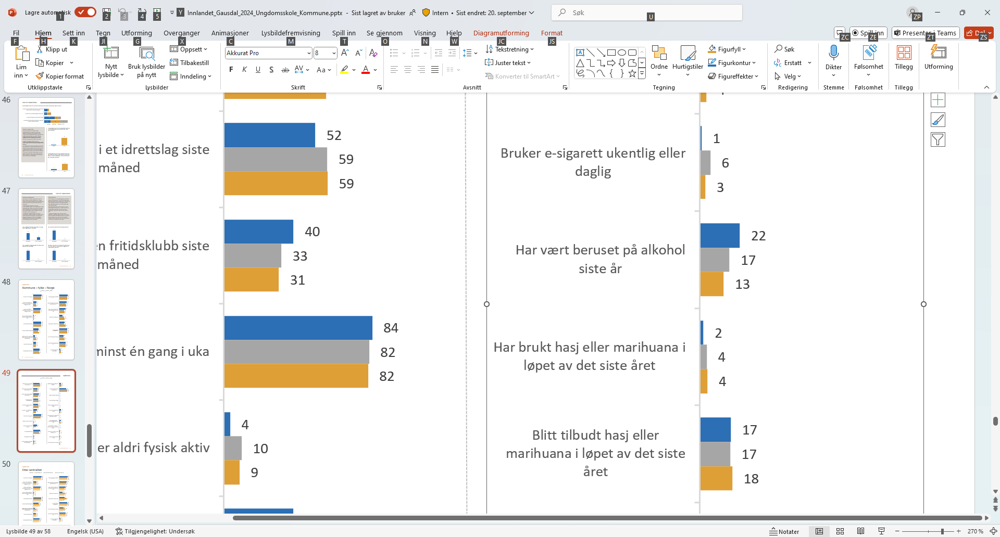 Lagre automatisk
1
2
3
4
5
Y
Innlandet_Gausdal_2024_Ungdomsskole_Kommune.pptx - Sist lagret av bruker
Intern • Sist endret: 20. september
Søk
U
ZP
Fil
Hjem
Sett inn
Tegn
Utforming
Overganger
Animasjoner
Lysbildefremvisning
Spill inn
Se gjennom
Visning
Hjelp
Diagramutforming
Format
Spill inn
Presenter i Teams
Del
F
H
K
JI
G
X
C
M
T
O
N
W
JC
JS
ZC
ZE
ZT
ZS
Lim inn
Klipp ut
Kopier
Kopier format
Utklippstavle
Nytt lysbilde
Bruk lysbilder på nytt
Oppsett
Tilbakestill
Inndeling
Lysbilder
Akkurat Pro
8
F K U S ab AV Aa A
Skrift
Avsnitt
Tekstretning
Juster tekst
Konverter til SmartArt
Ordne
Hurtigstiler
Figurfyll
Figurkontur
Figureffekter
Tegning
Søk
Erstatt
Velg
Redigering
Dikter
Stemme
Følsomhet
Følsomhet
Tillegg
Tillegg
Utforming
46
47
48
Kommune – fylke – Norge
49
50
Etter sentralitet
i et idrettslag siste
måned
52
59
59
n fritidsklubb siste
måned
40
33
31
minst én gang i uka
84
82
82
er aldri fysisk aktiv
4
10
9
Bruker e-sigarett ukentlig eller
daglig
1
6
3
Har vært beruset på alkohol
siste år
22
17
13
Har brukt hasj eller marihuana i
løpet av det siste året
2
4
4
Blitt tilbudt hasj eller
marihuana i løpet av det siste
året
17
17
18
Lysbilde 49 av 58
Engelsk (USA)
Tilgjengelighet: Undersøk
Notater
270 %